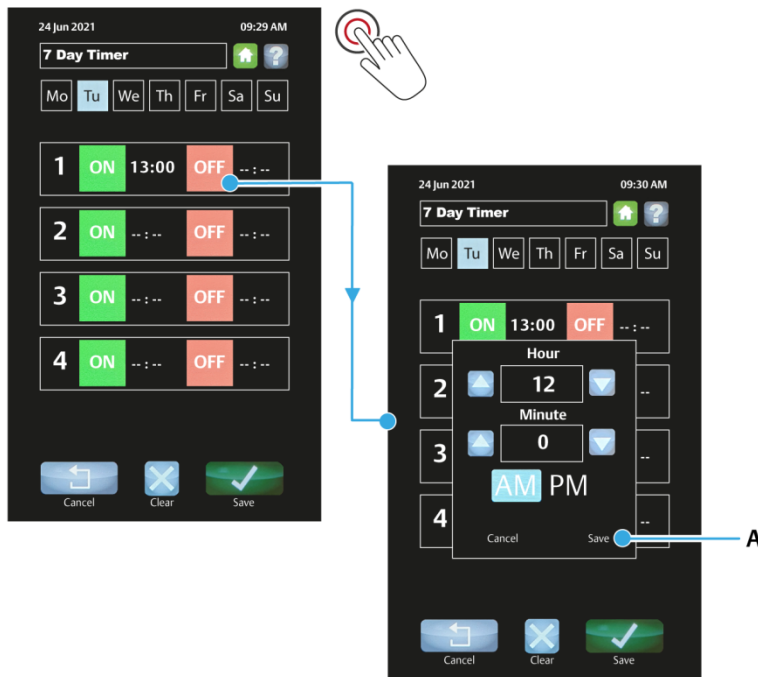 24 Jun 2021 09:29 AM
7 Day Timer ?
Mo Tu We Th Fr Sa Su
1 ON 13:00 OFF --:--
2 ON --:-- OFF --:--
3 ON --:-- OFF --:--
4 ON --:-- OFF --:--
Cancel Clear Save
24 Jun 2021 09:30 AM
7 Day Timer ?
Mo Tu We Th Fr Sa Su
1 ON 13:00 OFF --:--
Hour
2 12 --
Minute
3 0 --
AM PM
4 --
Cancel Save
A
Cancel Clear Save